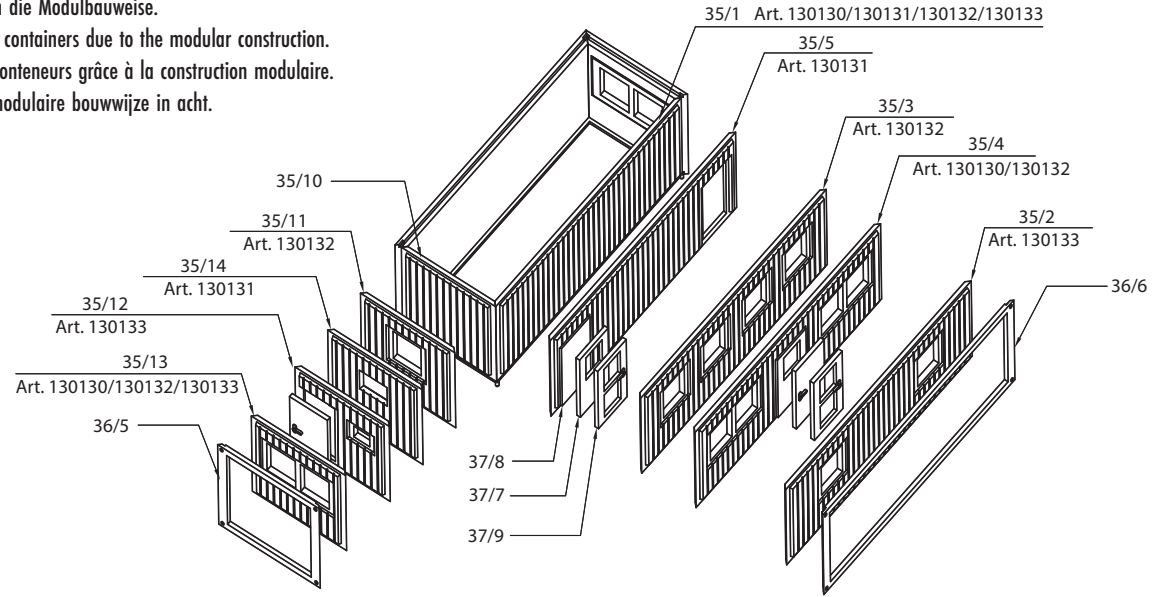 die Modulbauweise.
containers due to the modular construction.
onteneurs grâce à la construction modulaire.
modulaire bouwwijze in acht.
35/1 Art. 130130/130131/130132/130133
35/5
Art. 130131
35/3
Art. 130132
35/4
Art. 130130/130132
35/2
Art. 130133
36/6
35/10
35/11
Art. 130132
35/14
Art. 130131
35/12
Art. 130133
35/13
Art. 130130/130132/130133
36/5
37/8
37/7
37/9